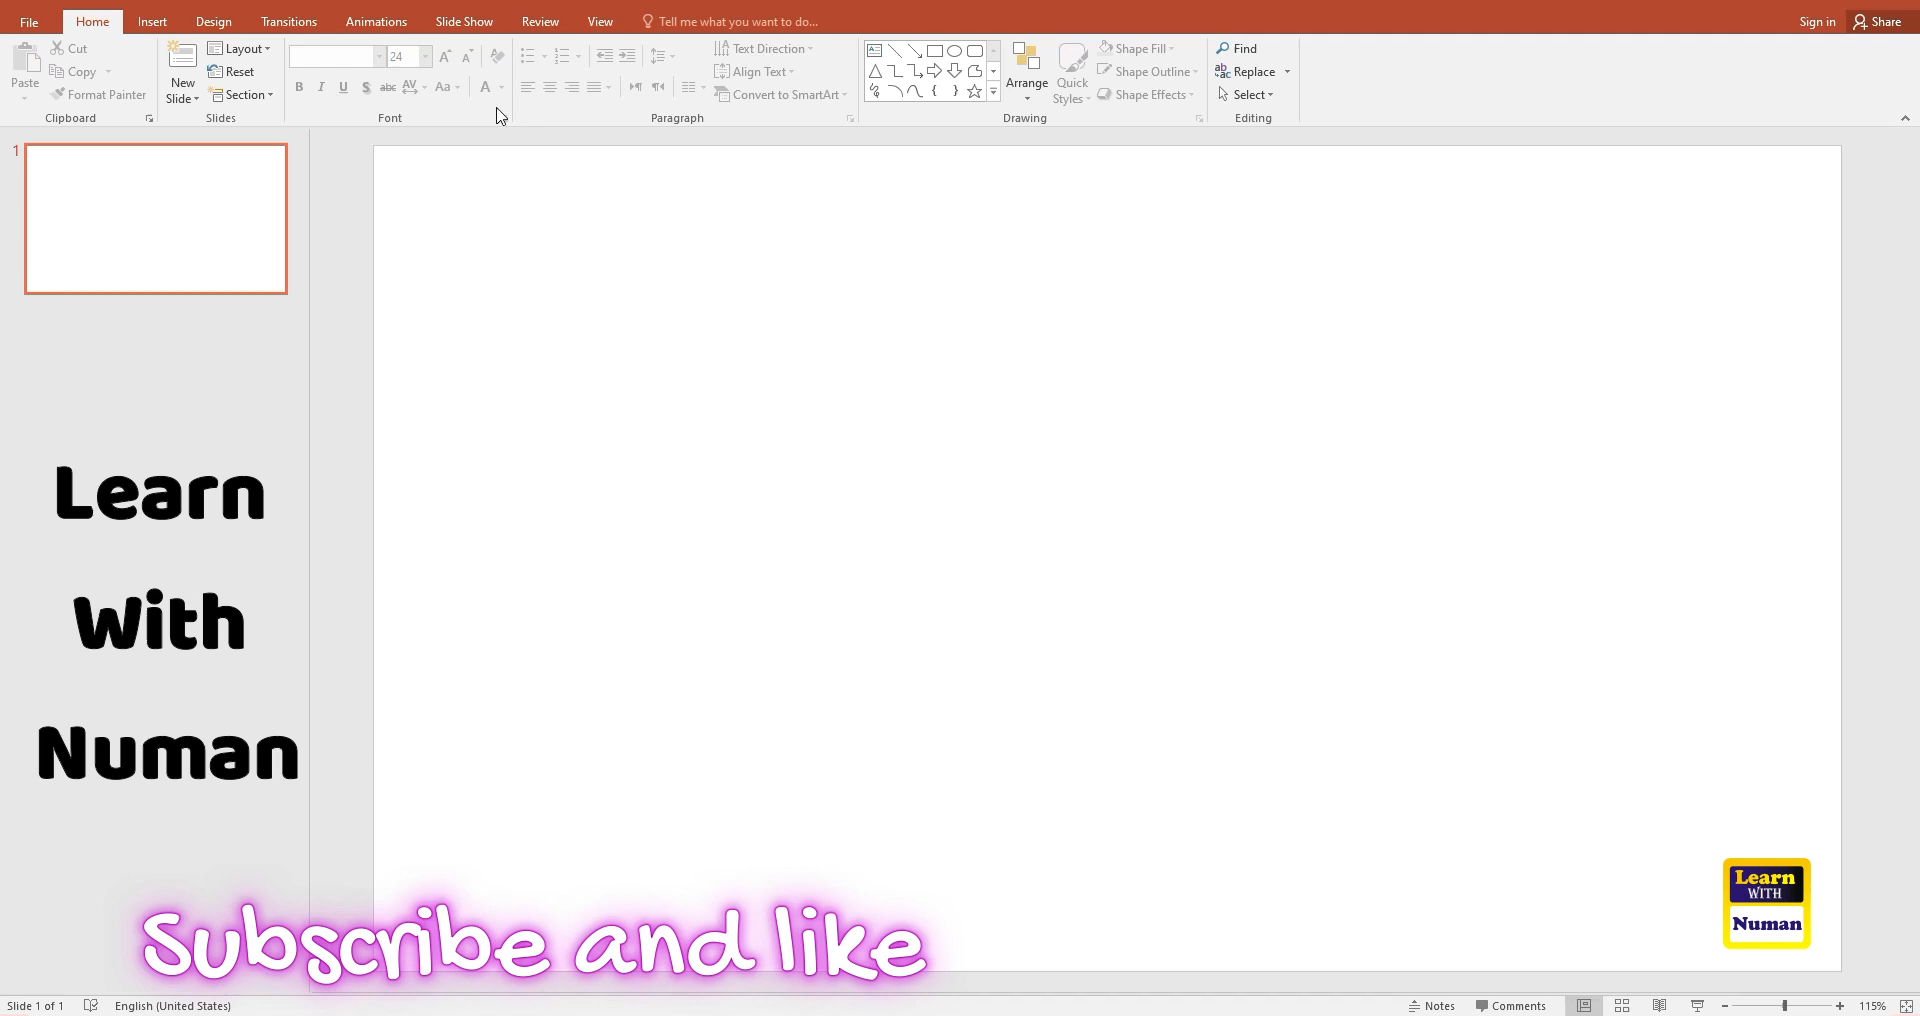 File Home Insert Design Transitions Animations Slide Show Review View Tell me what you want to do... Sign in Share
Paste
Cut
Copy
Format Painter
Clipboard
New
Slide
Layout
Reset
Section
Slides
24
B I U S abc AV Aa A
Font
Text Direction
Align Text
Convert to SmartArt
Paragraph
Arrange
Quick
Styles
Shape Fill
Shape Outline
Shape Effects
Drawing
Find
Replace
Select
Editing
1
Learn
With
Numan
Learn
WITH
Numan
Subscribe and like
Slide 1 of 1 English (United States) Notes Comments 115%